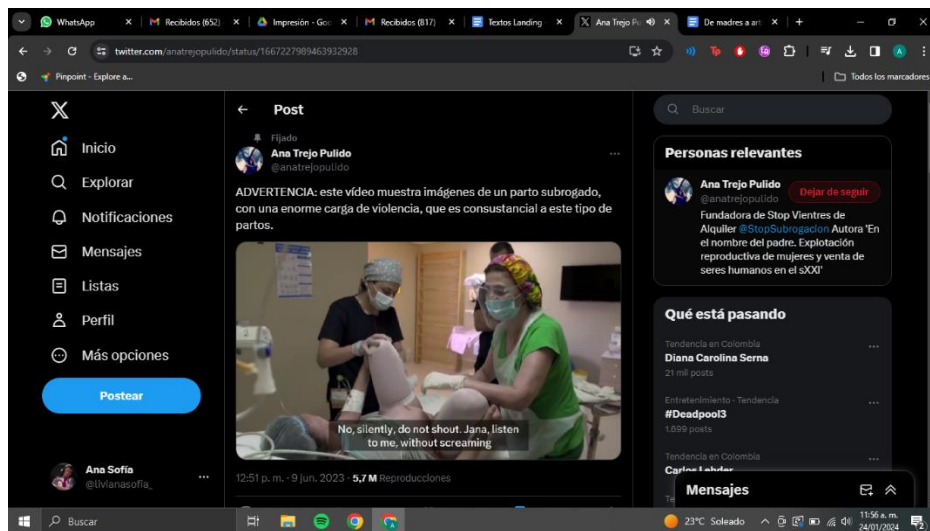 WhatsApp
Recibidos (652)
Impresión - Goo
Recibidos (817)
Textos Landing
Ana Trejo Pu
De madres a art
twitter.com/anatrejopulido/status/1667227989463932928
Pinpoint - Explore a...
Todos los marcadores
Inicio
Explorar
Notificaciones
Mensajes
Listas
Perfil
Más opciones
Postear
Ana Sofía
@livianasofia_
Post
Fijado
Ana Trejo Pulido
@anatrejopulido
ADVERTENCIA: este vídeo muestra imágenes de un parto subrogado,
con una enorme carga de violencia, que es consustancial a este tipo de
partos.
No, silently, do not shout. Jana, listen
to me, without screaming
12:51 p. m. · 9 jun. 2023 · 5,7 M Reproducciones
Buscar
Personas relevantes
Ana Trejo Pulido
@anatrejopulido
Dejar de seguir
Fundadora de Stop Vientres de
Alquiler @StopSubrogacion Autora 'En
el nombre del padre. Explotación
reproductiva de mujeres y venta de
seres humanos en el sXXI'
Qué está pasando
Tendencia en Colombia
Diana Carolina Serna
21 mil posts
Entretenimiento · Tendencia
#Deadpool3
1.699 posts
Tendencia en Colombia
Carlos Lehder
Mensajes
Buscar
23°C Soleado
11:56 a. m.
24/01/2024